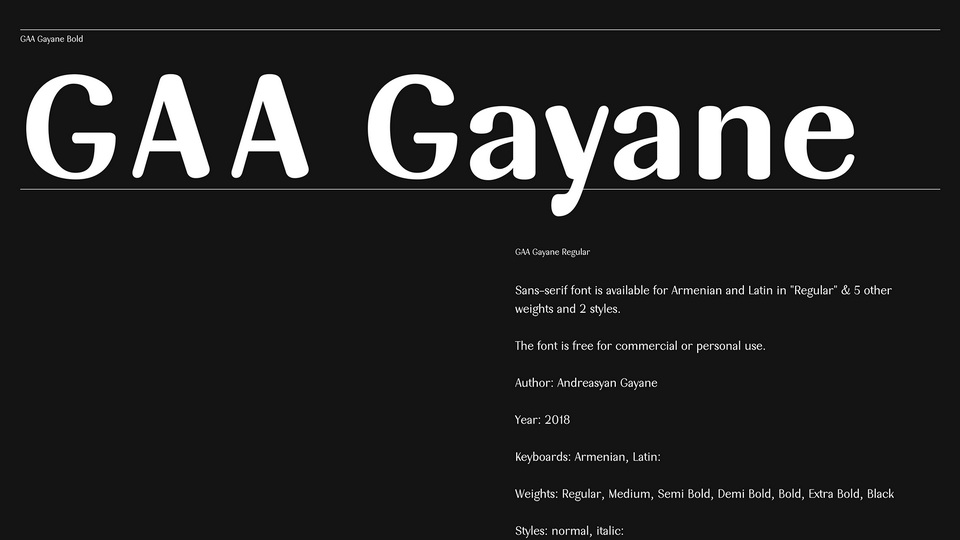 GAA Gayane Bold
GAA Gayane
GAA Gayane Regular
Sans-serif font is available for Armenian and Latin in "Regular" & 5 other
weights and 2 styles.
The font is free for commercial or personal use.
Author: Andreasyan Gayane
Year: 2018
Keyboards: Armenian, Latin:
Weights: Regular, Medium, Semi Bold, Demi Bold, Bold, Extra Bold, Black
Styles: normal, italic: